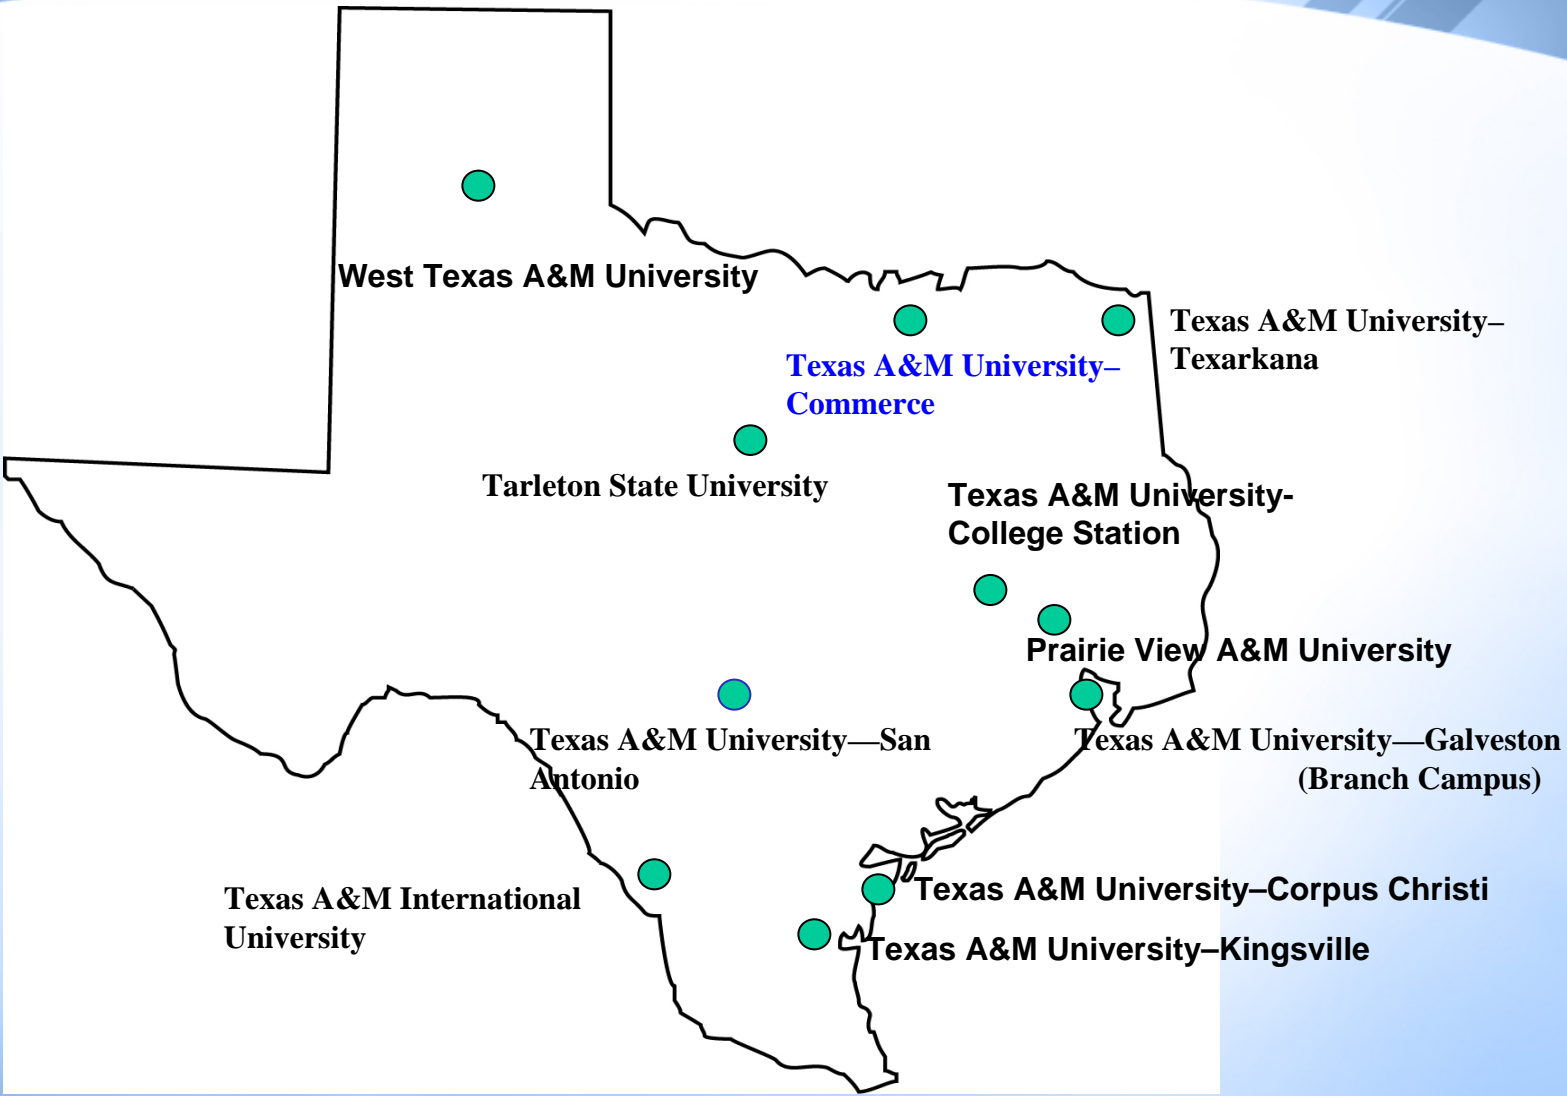 West Texas A&M University
Texas A&M University–
Texarkana
Texas A&M University–
Commerce
Tarleton State University
Texas A&M University-
College Station
Prairie View A&M University
Texas A&M University—San
Antonio
Texas A&M University—Galveston
(Branch Campus)
Texas A&M International
University
Texas A&M University–Corpus Christi
Texas A&M University–Kingsville